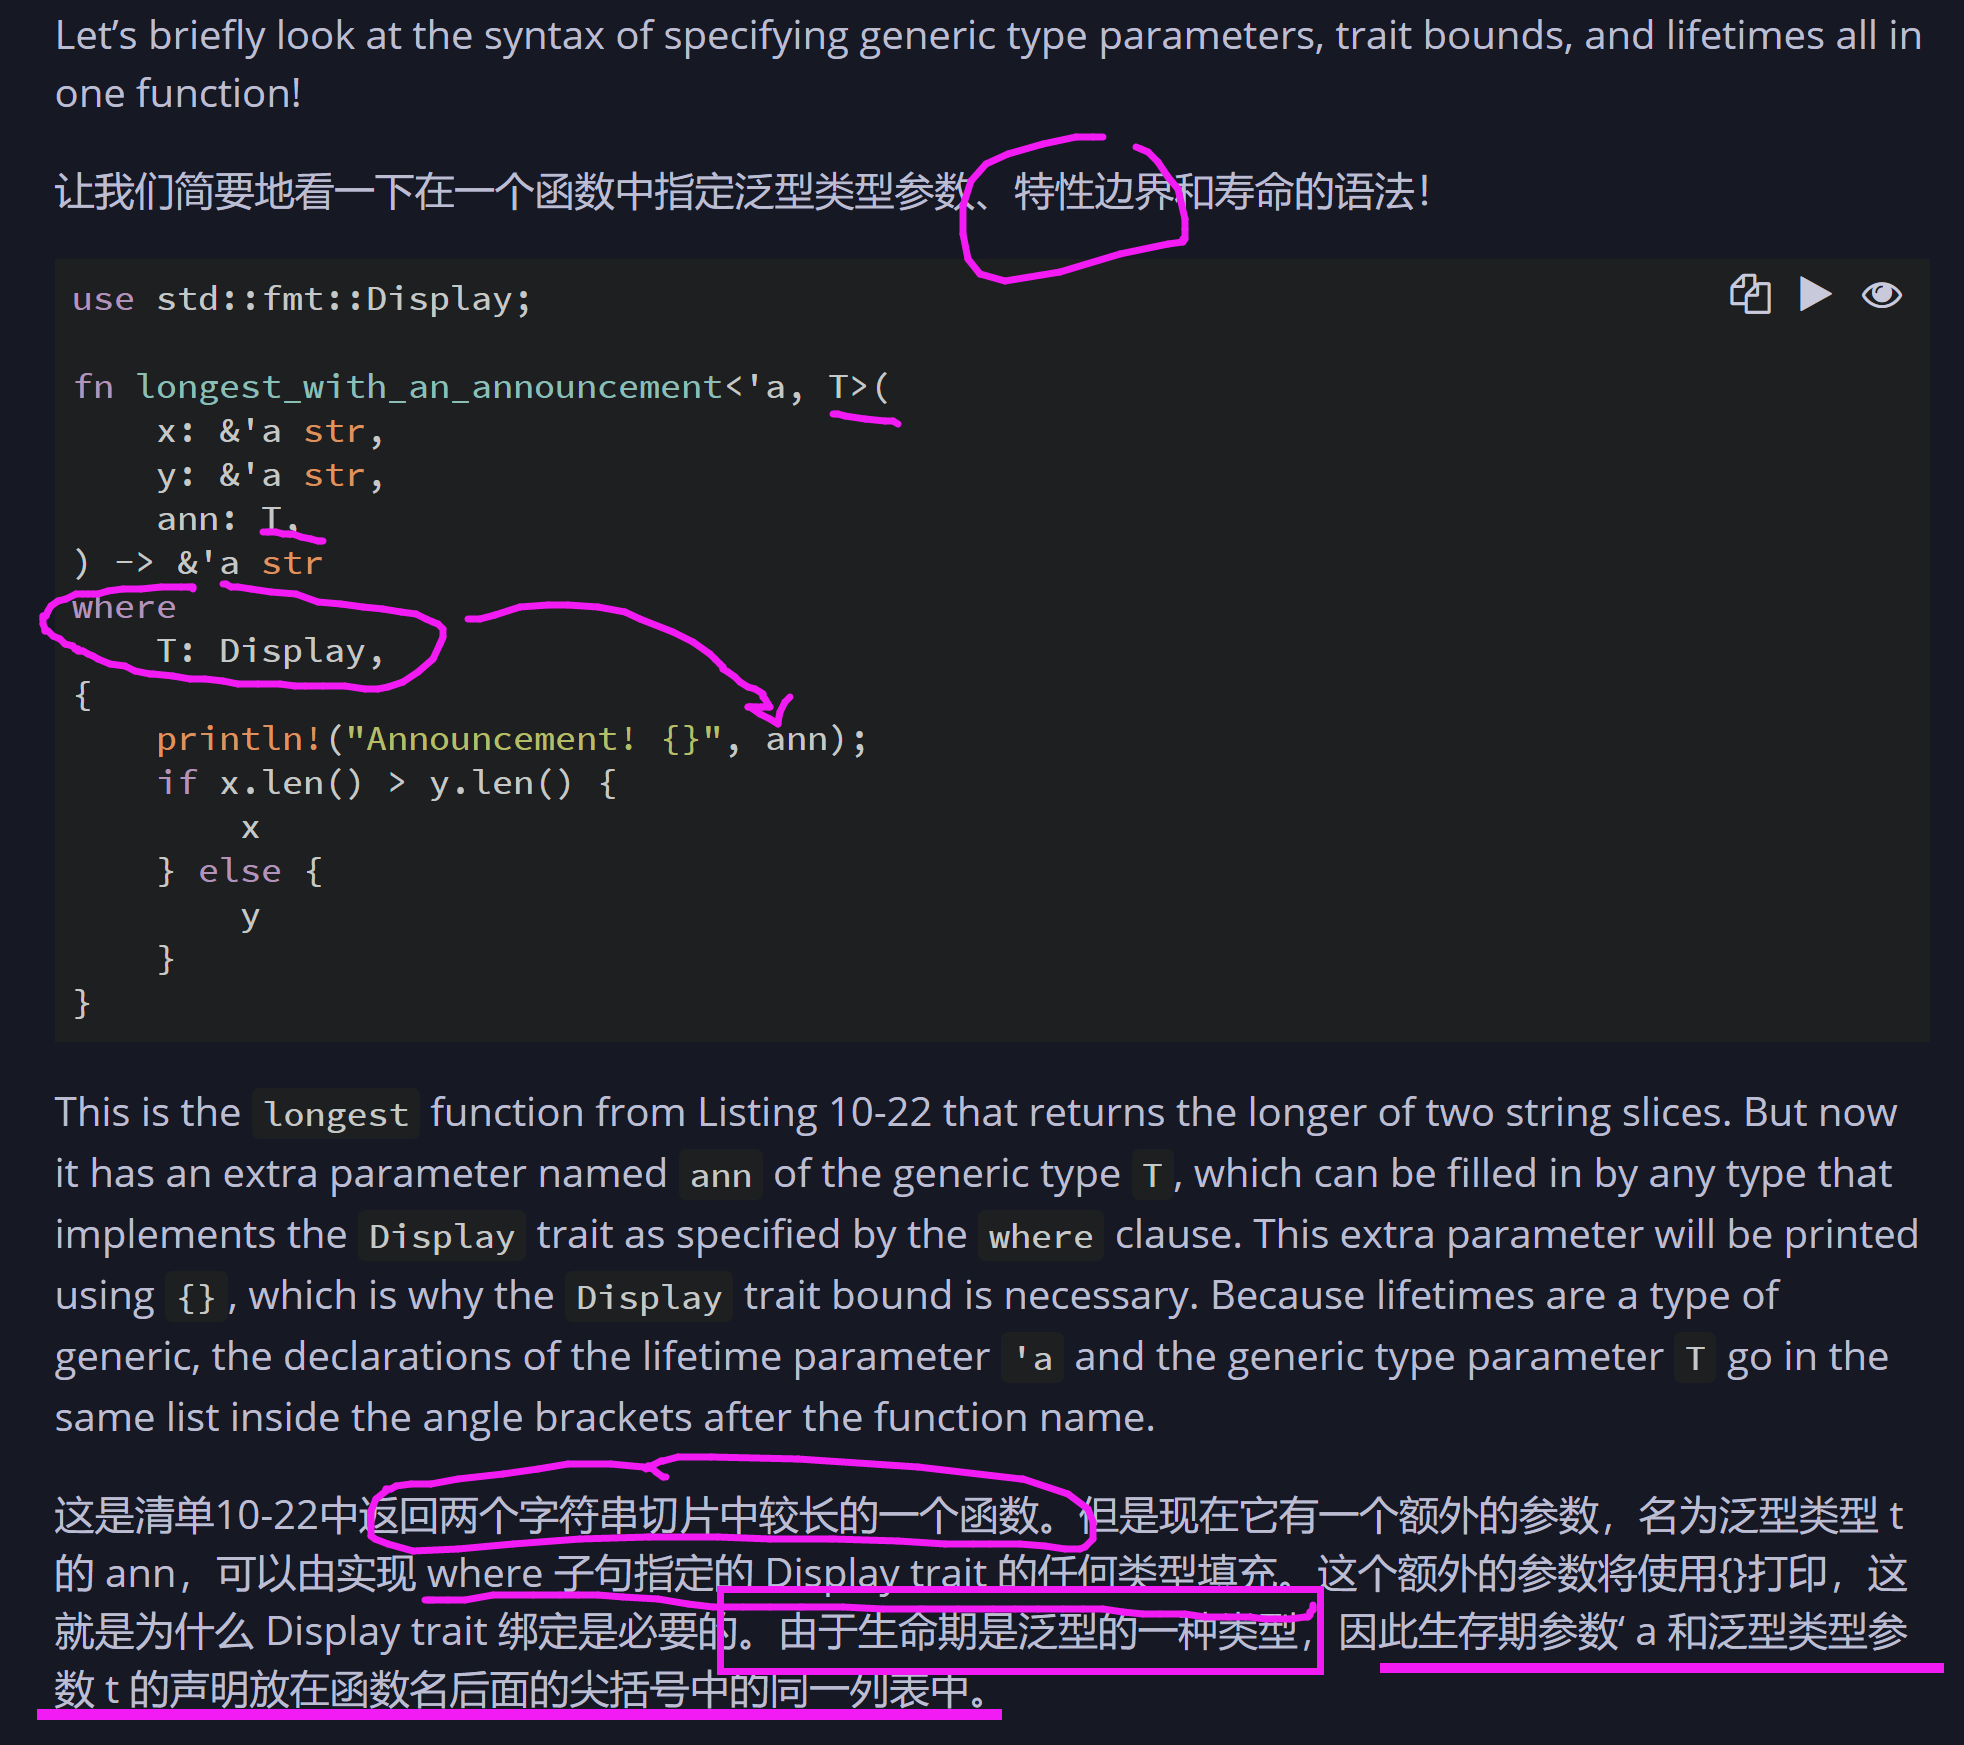 Let’s briefly look at the syntax of specifying generic type parameters, trait bounds, and lifetimes all in
one function!
让我们简要地看一下在一个函数中指定泛型类型参数、特性边界和寿命的语法！
use std::fmt::Display;
fn longest_with_an_announcement<'a, T>(
    x: &'a str,
    y: &'a str,
    ann: T,
) -> &'a str
where
    T: Display,
{
    println!("Announcement! {}", ann);
    if x.len() > y.len() {
        x
    } else {
        y
    }
}
This is the longest function from Listing 10-22 that returns the longer of two string slices. But now
it has an extra parameter named ann of the generic type T, which can be filled in by any type that
implements the Display trait as specified by the where clause. This extra parameter will be printed
using {}, which is why the Display trait bound is necessary. Because lifetimes are a type of
generic, the declarations of the lifetime parameter 'a and the generic type parameter T go in the
same list inside the angle brackets after the function name.
这是清单10-22中返回两个字符串切片中较长的一个函数。但是现在它有一个额外的参数，名为泛型类型 t
的 ann，可以由实现 where 子句指定的 Display trait 的任何类型填充。这个额外的参数将使用{}打印，这
就是为什么 Display trait 绑定是必要的。由于生命期是泛型的一种类型，因此生存期参数‘ a 和泛型类型参
数 t 的声明放在函数名后面的尖括号中的同一列表中。